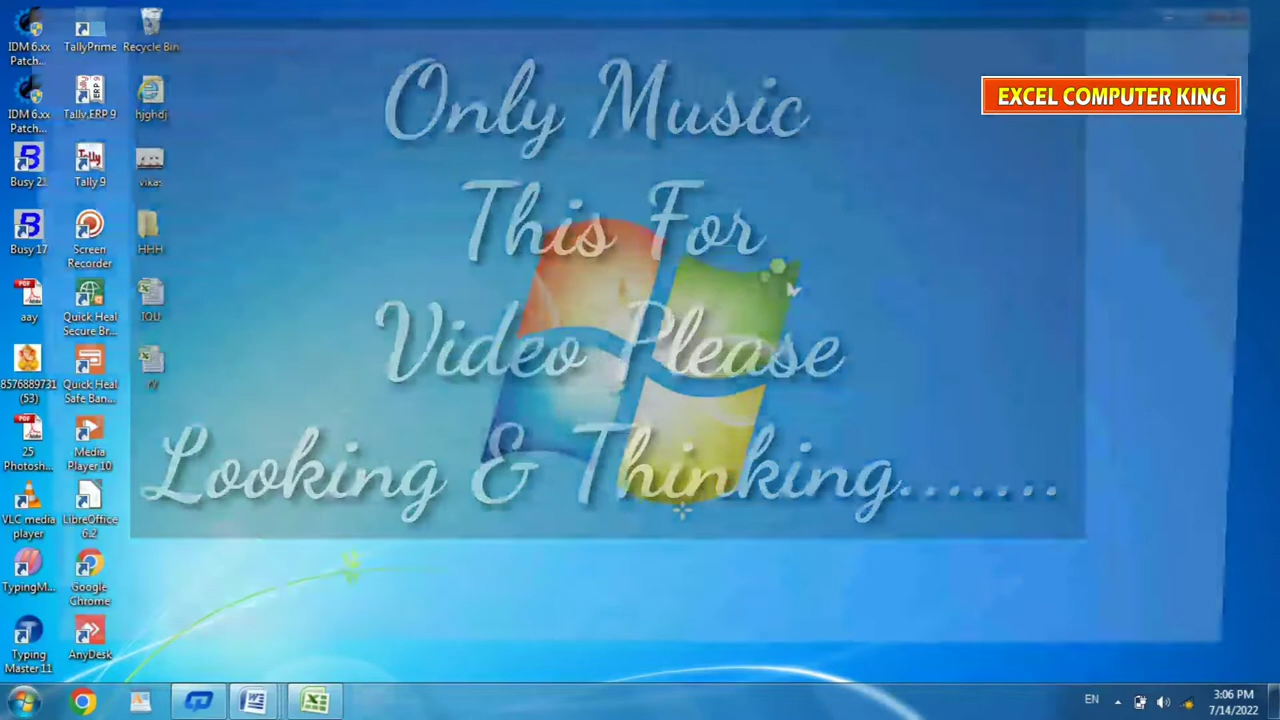 IDM 6.xx
Patch...
TallyPrime
Recycle Bin
IDM 6.xx
Patch...
Tally.ERP 9
hjghdj
Busy 21
Tally 9
vikas
Busy 17
Screen
Recorder
HHH
aay
Quick Heal
Secure Br...
IOU
8576889731
(53)
Quick Heal
Safe Ban...
25
Photosh...
Media
Player 10
VLC media
player
LibreOffice
6.2
TypingM...
Google
Chrome
Typing
Master 11
AnyDesk
Only Music
This For
Video Please
Looking & Thinking.......
EXCEL COMPUTER KING
EN
3:06 PM
7/14/2022